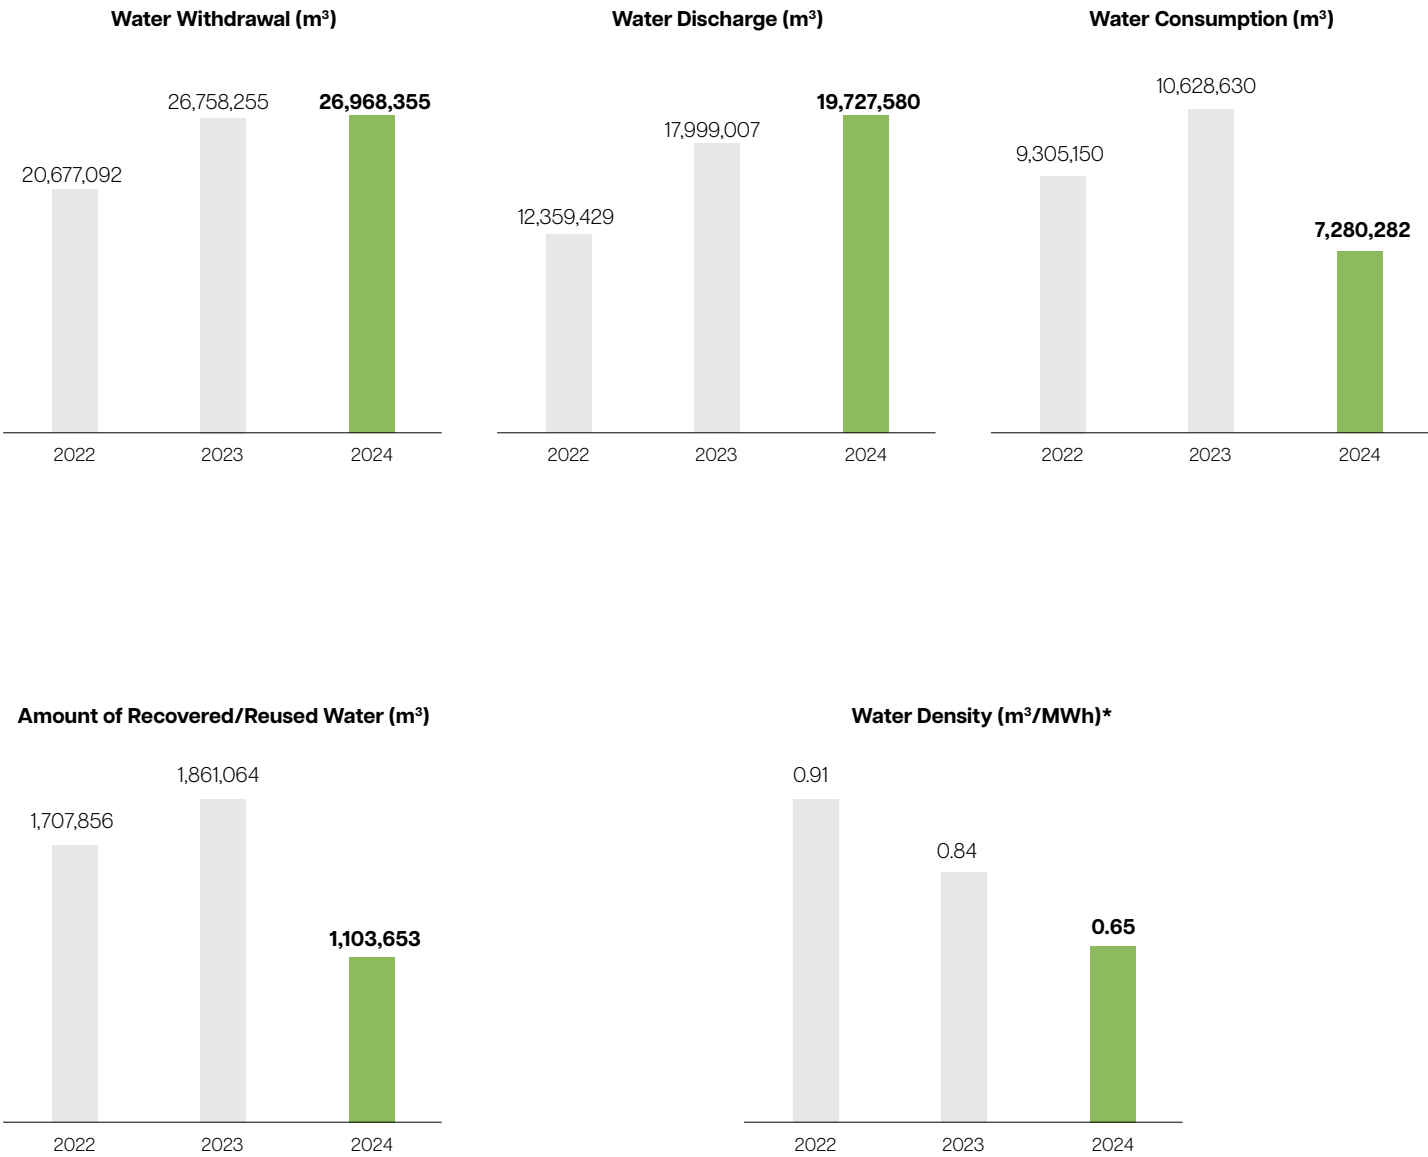 Water Withdrawal (m³)
26,758,255
26,968,355
20,677,092
2022 2023 2024
Water Discharge (m³)
19,727,580
17,999,007
12,359,429
2022 2023 2024
Water Consumption (m³)
10,628,630
9,305,150
7,280,282
2022 2023 2024
Amount of Recovered/Reused Water (m³)
1,861,064
1,707,856
1,103,653
2022 2023 2024
Water Density (m³/MWh)*
0.91
0.84
0.65
2022 2023 2024